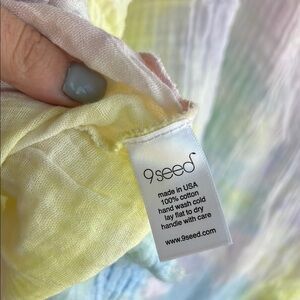 9seed
made in USA
100% cotton
hand wash cold
lay flat to dry
handle with care
www.9seed.com